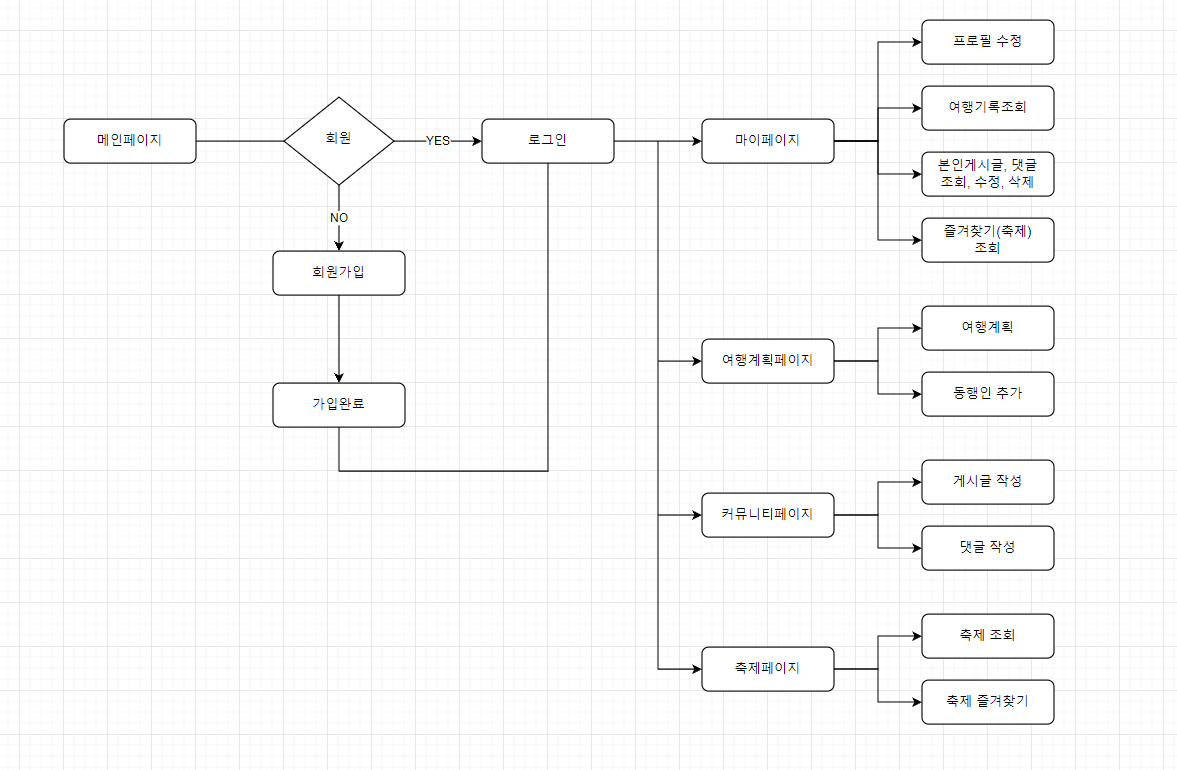 프로필 수정
여행기록조회
메인페이지
회원
YES
로그인
마이페이지
본인게시글, 댓글
조회, 수정, 삭제
NO
즐겨찾기(축제)
조회
회원가입
여행계획
여행계획페이지
동행인 추가
가입완료
게시글 작성
커뮤니티페이지
댓글 작성
축제 조회
축제페이지
축제 즐겨찾기